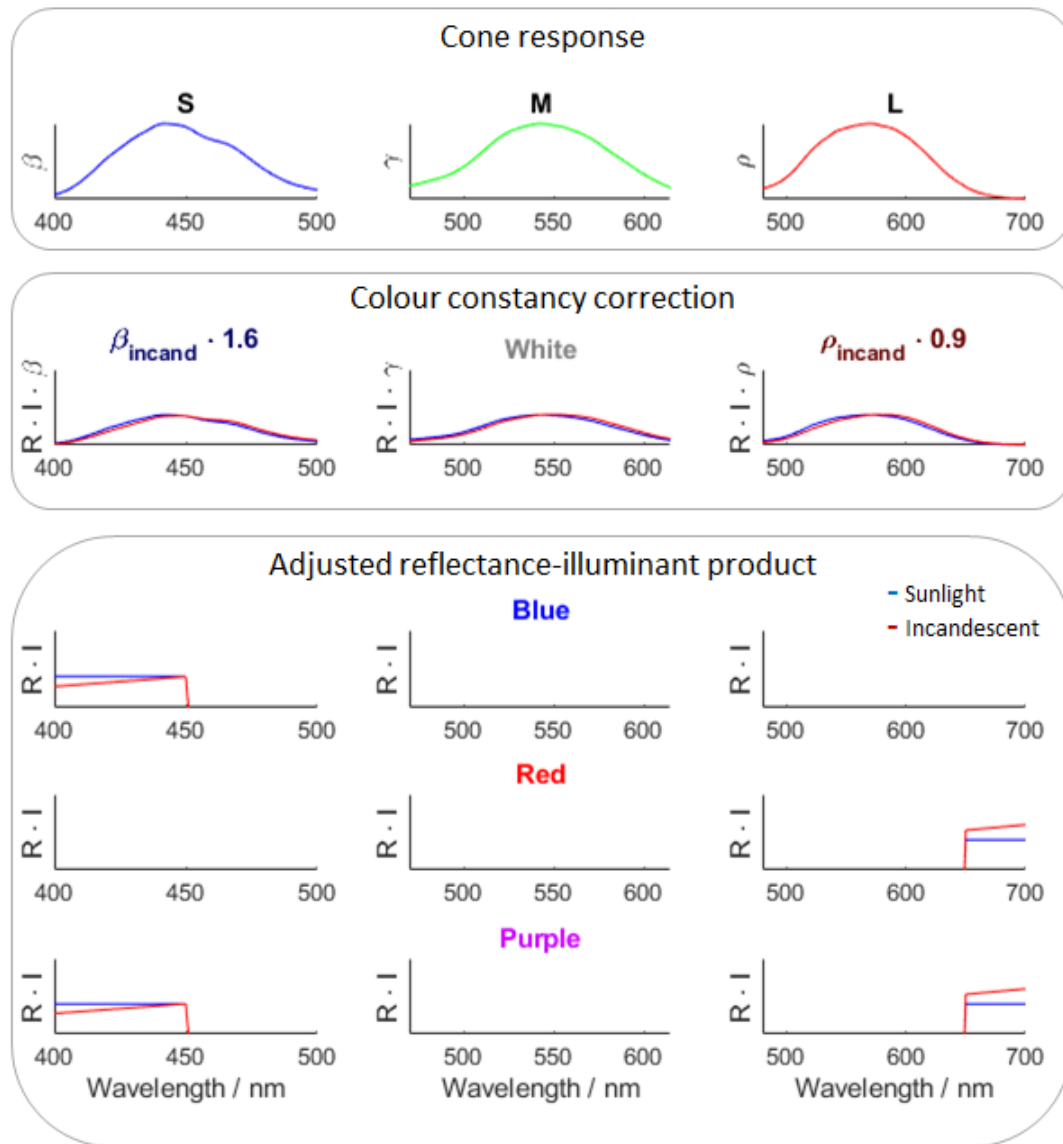 Cone response
S M L
β γ ρ
400 450 500 500 550 600 500 600 700
Colour constancy correction
βincand · 1.6 White ρincand · 0.9
R · I · β R · I · γ R · I · ρ
400 450 500 500 550 600 500 600 700
Adjusted reflectance-illuminant product
Sunlight
Incandescent
Blue
R · I R · I R · I
400 450 500 500 550 600 500 600 700
Red
R · I R · I R · I
400 450 500 500 550 600 500 600 700
Purple
R · I R · I R · I
400 450 500 500 550 600 500 600 700
Wavelength / nm Wavelength / nm Wavelength / nm